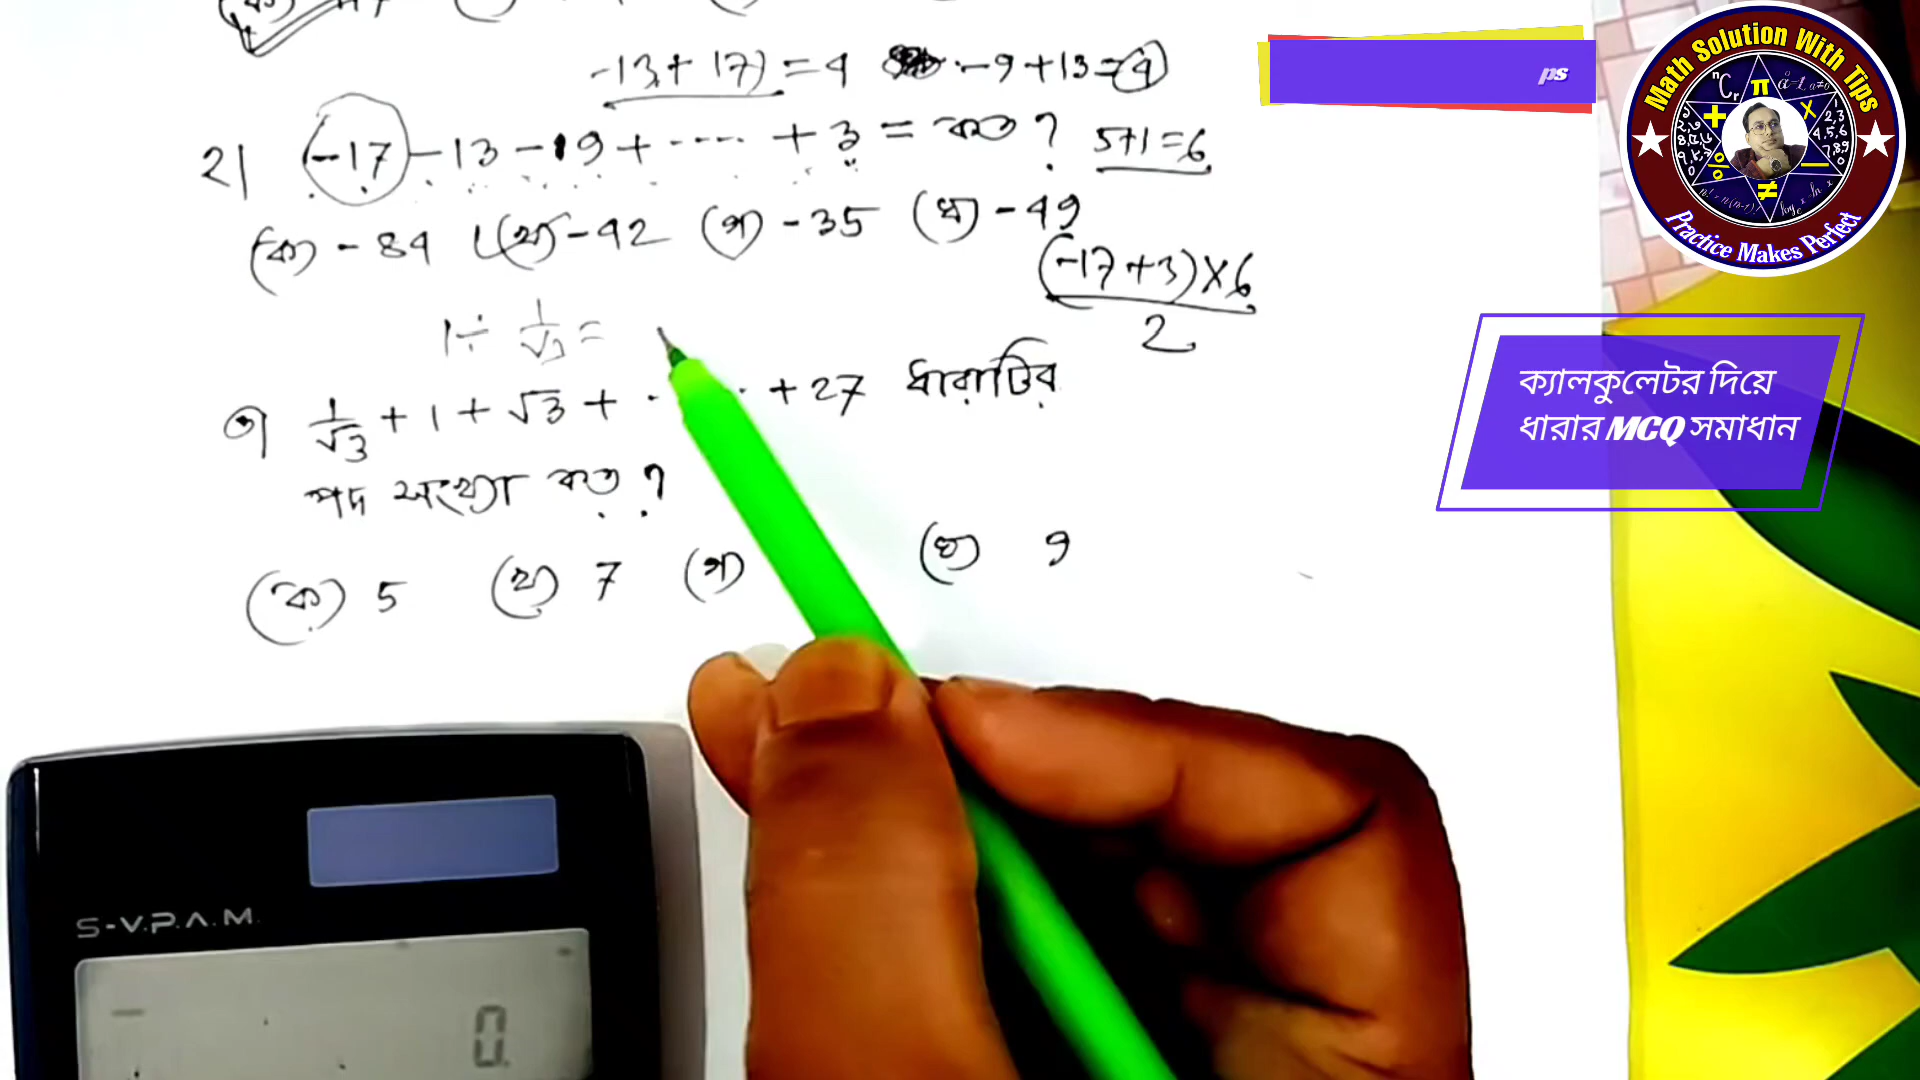 -13 + 17) = 4 -9 + 13 = 4
২| (-17 - 13 - 9 + ..... + 3 = কত ? 5+1=6
(ক) - 84 (খ) - 42 (গ) - 35 (ঘ) - 49
(-17+3)×6
2
1 ÷ 1/√3 =
৩| 1/√3 + 1 + √3 + · · + 27 ধারাটির
পদ সংখ্যা কত ?
(ক) 5 (খ) 7 (গ) (ঘ) 9
S-V.P.A.M.
0.
ps
Math Solution With Tips
Practice Makes Perfect
ক্যালকুলেটর দিয়ে
ধারার MCQ সমাধান